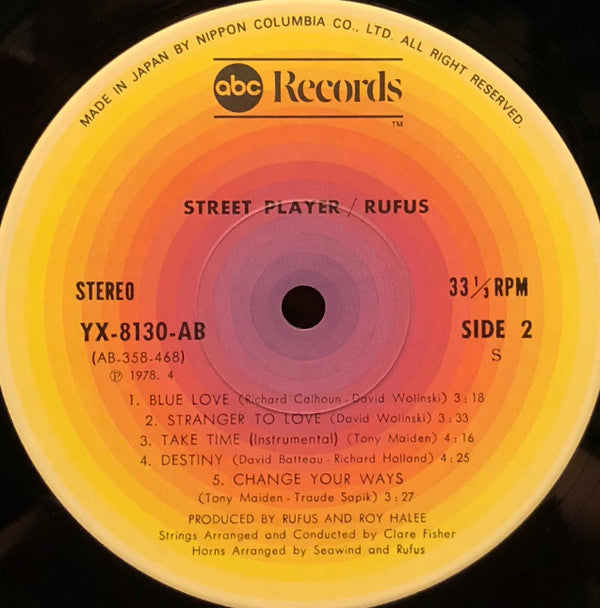 MADE IN JAPAN BY NIPPON COLUMBIA CO., LTD. ALL RIGHT RESERVED.
abc Records
TM
STREET PLAYER / RUFUS
STEREO 33 1/3 RPM
YX-8130-AB SIDE 2
(AB-358-468) S
Ⓟ 1978. 4
1. BLUE LOVE (Richard Calhoun - David Wolinski) 3:18
2. STRANGER TO LOVE (David Wolinski) 3:33
3. TAKE TIME (Instrumental) (Tony Maiden) 4:16
4. DESTINY (David Batteau - Richard Holland) 4:25
5. CHANGE YOUR WAYS
(Tony Maiden - Traude Sapik) 3:27
PRODUCED BY RUFUS AND ROY HALEE
Strings Arranged and Conducted by Clare Fisher
Horns Arranged by Seawind and Rufus